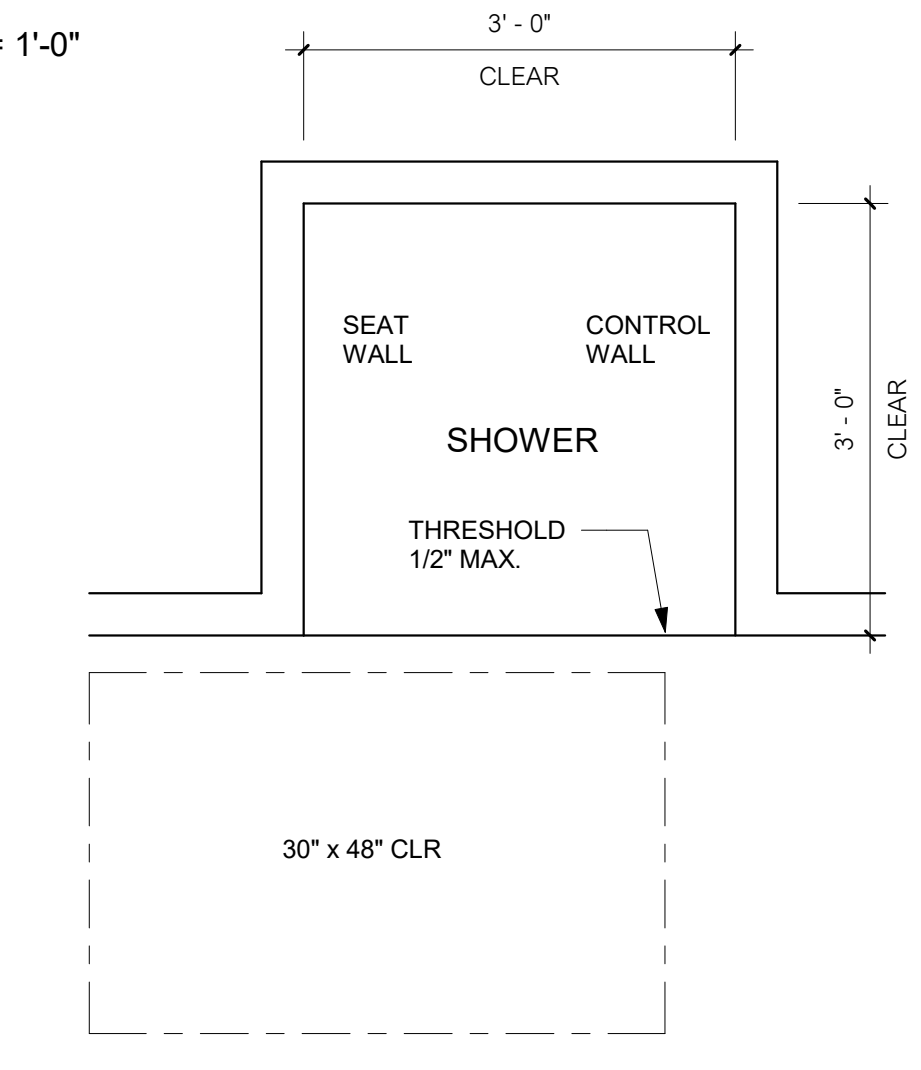 = 1'-0"
3' - 0"
CLEAR
SEAT
WALL
CONTROL
WALL
SHOWER
3' - 0"
CLEAR
THRESHOLD
1/2" MAX.
30" x 48" CLR